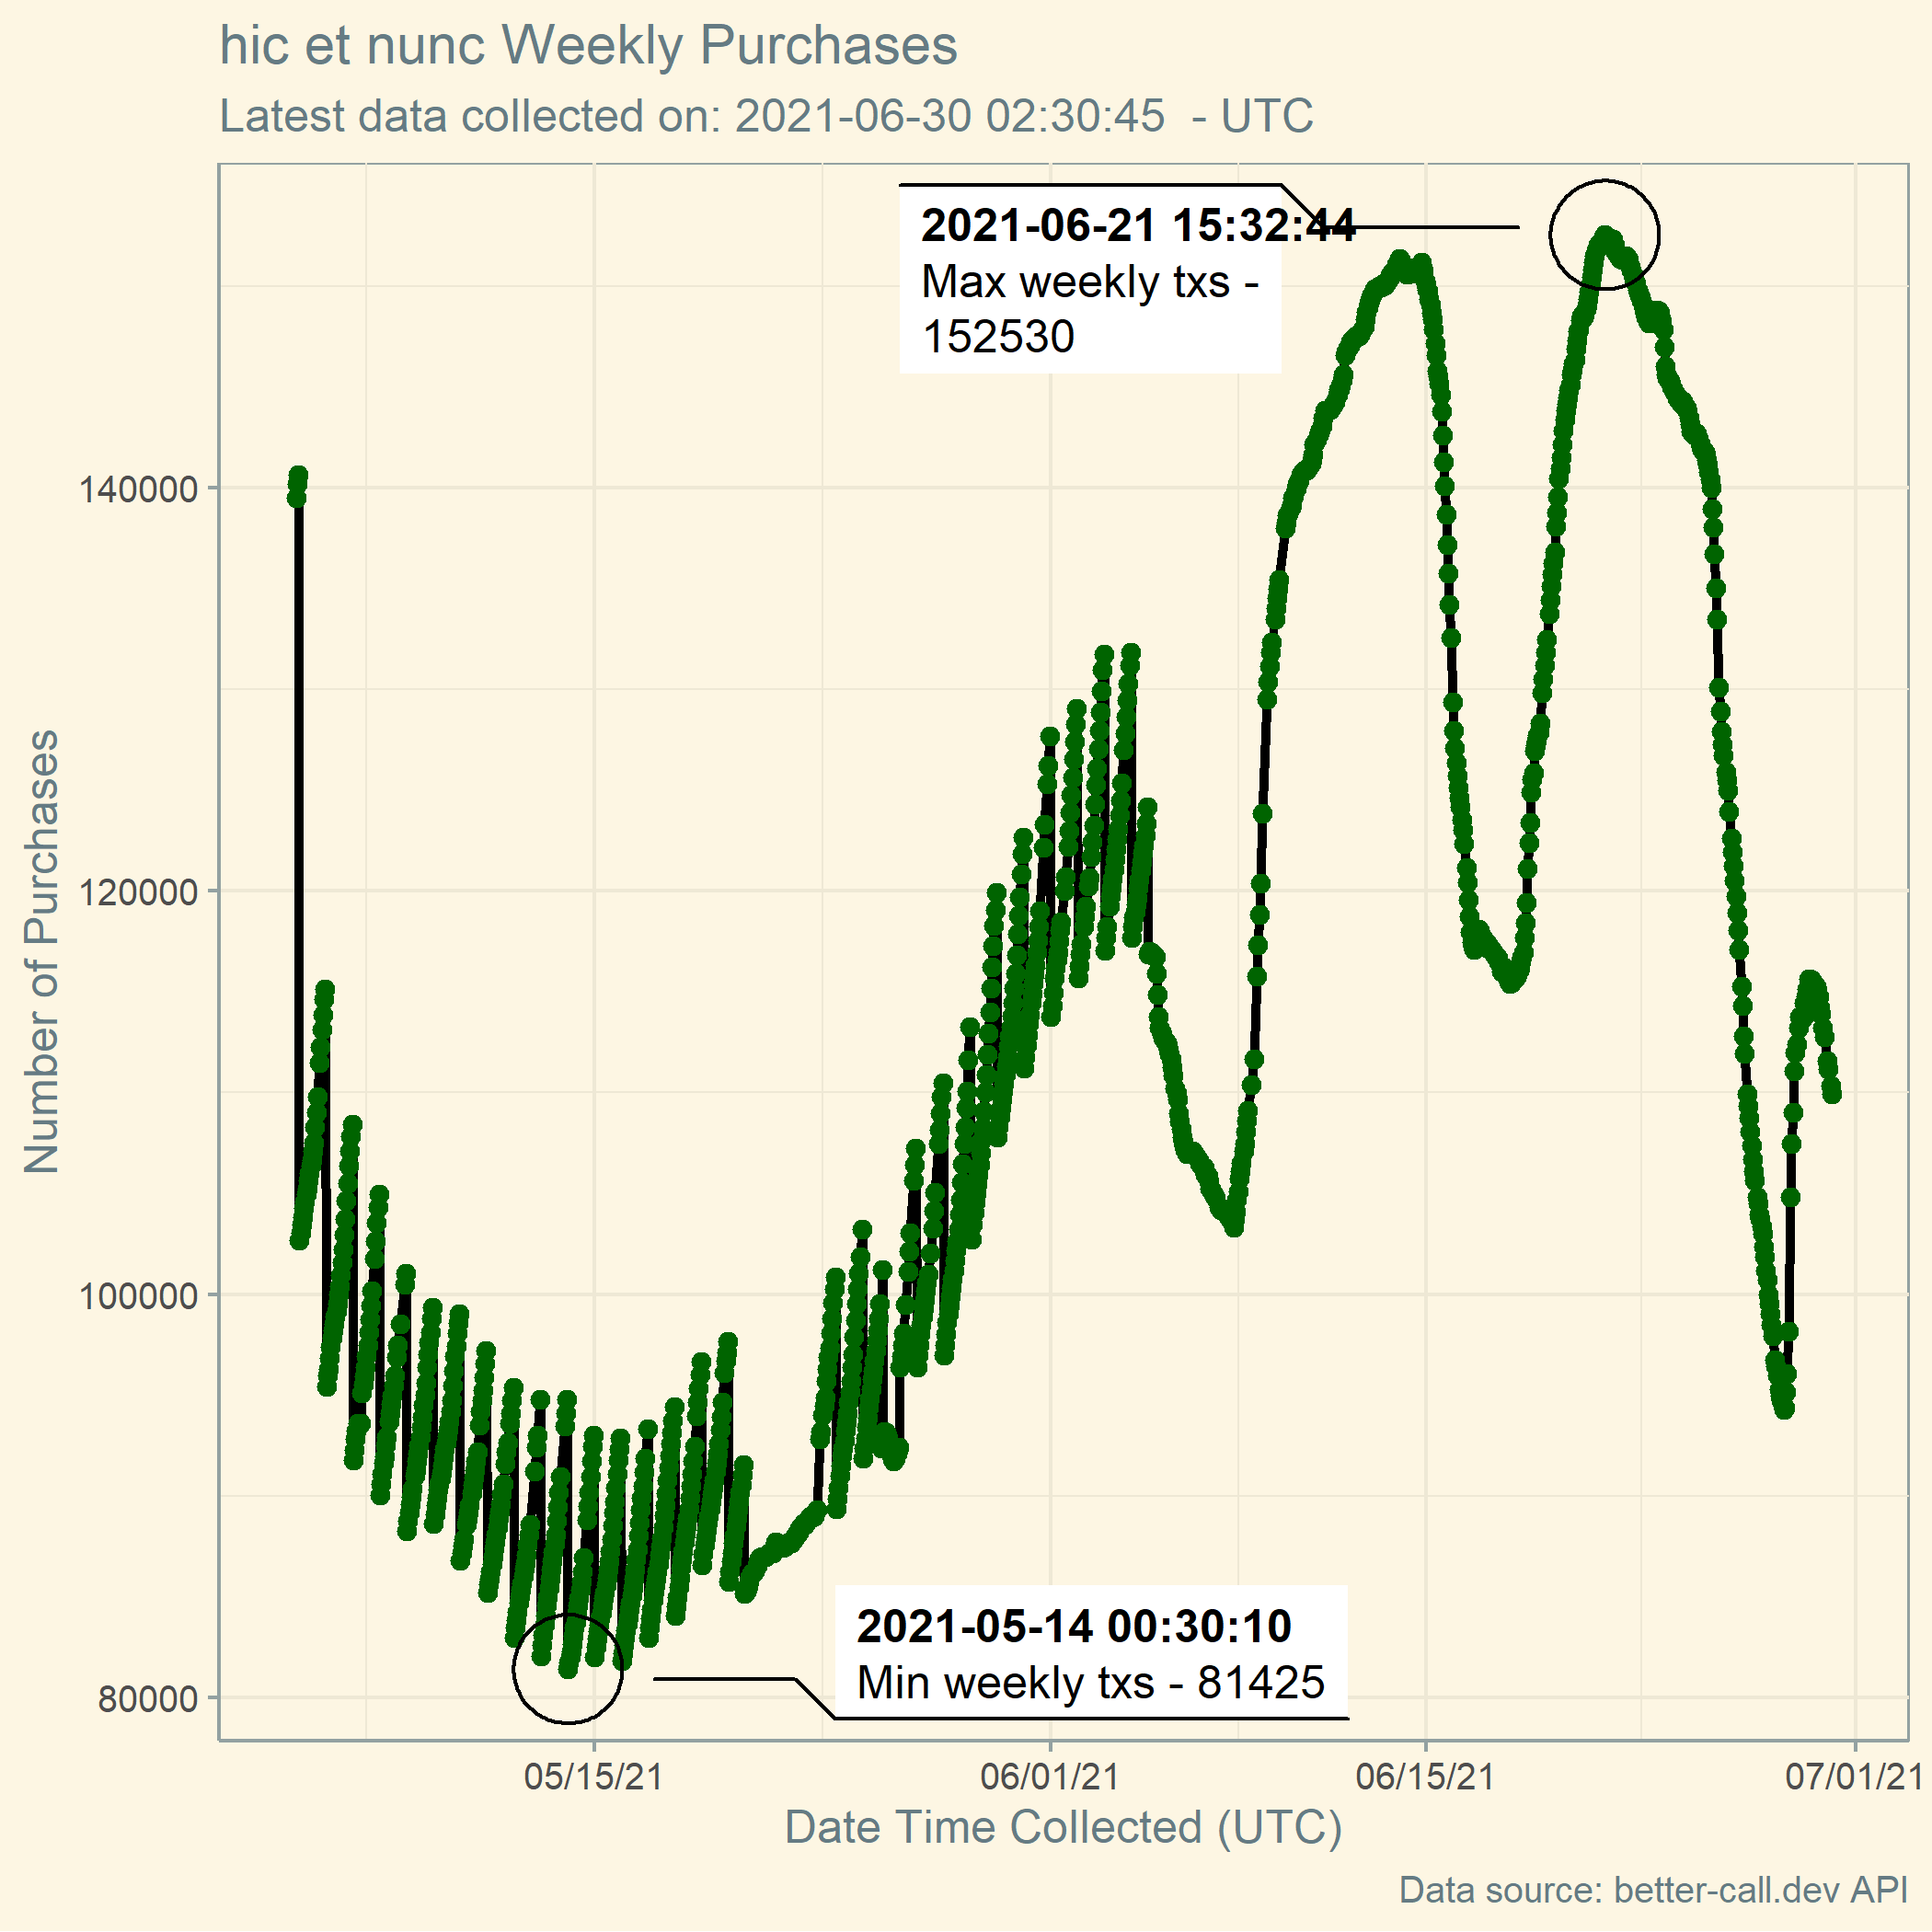 hic et nunc Weekly Purchases
Latest data collected on: 2021-06-30 02:30:45  - UTC
2021-06-21 15:32:44
Max weekly txs -
152530
140000
120000
100000
80000
Number of Purchases
2021-05-14 00:30:10
Min weekly txs - 81425
05/15/21 06/01/21 06/15/21 07/01/21
Date Time Collected (UTC)
Data source: better-call.dev API